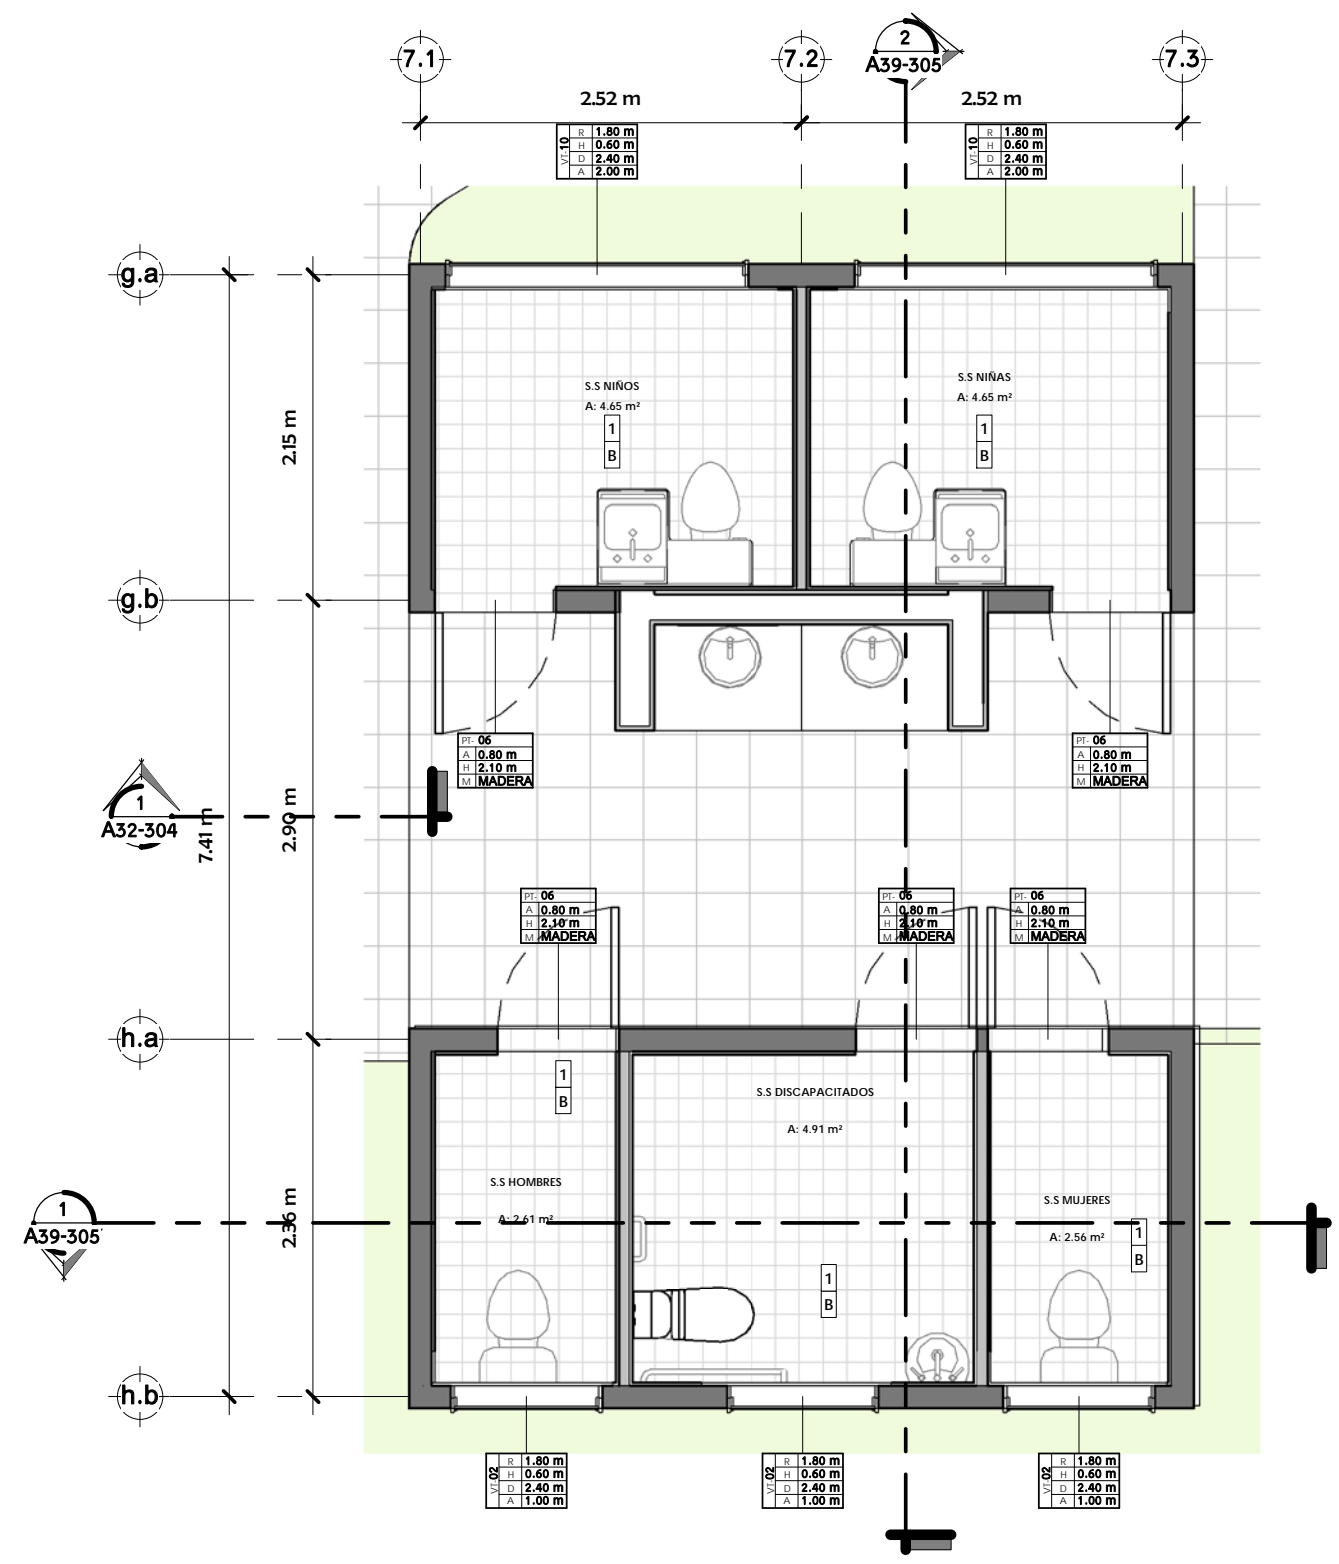 2
A39-305
7.1
7.2
7.3
2.52 m
2.52 m
VT-10
R 1.80 m
H 0.60 m
D 2.40 m
A 2.00 m
VT-10
R 1.80 m
H 0.60 m
D 2.40 m
A 2.00 m
g.a
2.15 m
S.S NIÑOS
A: 4.65 m²
1
B
S.S NIÑAS
A: 4.65 m²
1
B
g.b
PT- 06
A 0.80 m
H 2.10 m
M MADERA
PT- 06
A 0.80 m
H 2.10 m
M MADERA
1
A32-304
7.41 m
2.90 m
PT- 06
A 0.80 m
H 2.10 m
M MADERA
PT- 06
A 0.80 m
H 2.10 m
M MADERA
PT- 06
A 0.80 m
H 2.10 m
M MADERA
h.a
1
B
S.S DISCAPACITADOS
A: 4.91 m²
S.S HOMBRES
A: 2.61 m²
S.S MUJERES
A: 2.56 m²
1
B
1
B
1
A39-305
2.36 m
h.b
VT-02
R 1.80 m
H 0.60 m
D 2.40 m
A 1.00 m
VT-02
R 1.80 m
H 0.60 m
D 2.40 m
A 1.00 m
VT-02
R 1.80 m
H 0.60 m
D 2.40 m
A 1.00 m